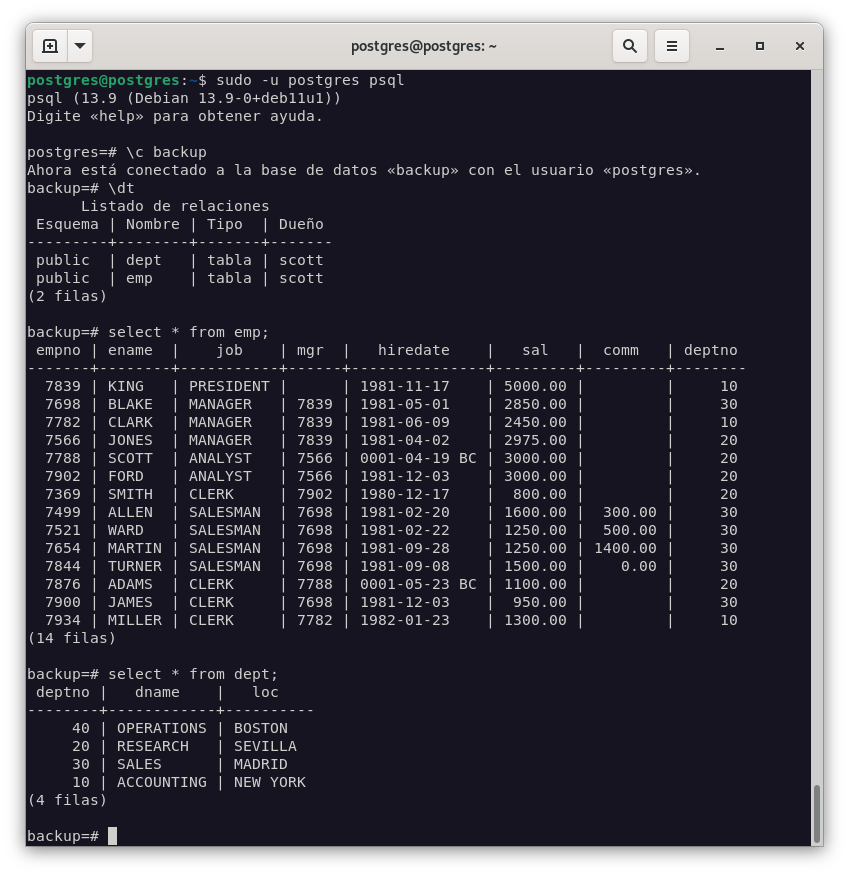 postgres@postgres: ~
postgres@postgres:~$ sudo -u postgres psql
psql (13.9 (Debian 13.9-0+deb11u1))
Digite «help» para obtener ayuda.

postgres=# \c backup
Ahora está conectado a la base de datos «backup» con el usuario «postgres».
backup=# \dt
      Listado de relaciones
 Esquema | Nombre | Tipo  | Dueño
---------+--------+-------+-------
 public  | dept   | tabla | scott
 public  | emp    | tabla | scott
(2 filas)

backup=# select * from emp;
 empno | ename  |    job    | mgr  |   hiredate    |   sal   |  comm   | deptno
-------+--------+-----------+------+---------------+---------+---------+--------
  7839 | KING   | PRESIDENT |      | 1981-11-17    | 5000.00 |         |     10
  7698 | BLAKE  | MANAGER   | 7839 | 1981-05-01    | 2850.00 |         |     30
  7782 | CLARK  | MANAGER   | 7839 | 1981-06-09    | 2450.00 |         |     10
  7566 | JONES  | MANAGER   | 7839 | 1981-04-02    | 2975.00 |         |     20
  7788 | SCOTT  | ANALYST   | 7566 | 0001-04-19 BC | 3000.00 |         |     20
  7902 | FORD   | ANALYST   | 7566 | 1981-12-03    | 3000.00 |         |     20
  7369 | SMITH  | CLERK     | 7902 | 1980-12-17    |  800.00 |         |     20
  7499 | ALLEN  | SALESMAN  | 7698 | 1981-02-20    | 1600.00 |  300.00 |     30
  7521 | WARD   | SALESMAN  | 7698 | 1981-02-22    | 1250.00 |  500.00 |     30
  7654 | MARTIN | SALESMAN  | 7698 | 1981-09-28    | 1250.00 | 1400.00 |     30
  7844 | TURNER | SALESMAN  | 7698 | 1981-09-08    | 1500.00 |    0.00 |     30
  7876 | ADAMS  | CLERK     | 7788 | 0001-05-23 BC | 1100.00 |         |     20
  7900 | JAMES  | CLERK     | 7698 | 1981-12-03    |  950.00 |         |     30
  7934 | MILLER | CLERK     | 7782 | 1982-01-23    | 1300.00 |         |     10
(14 filas)

backup=# select * from dept;
 deptno |   dname    |   loc
--------+------------+----------
     40 | OPERATIONS | BOSTON
     20 | RESEARCH   | SEVILLA
     30 | SALES      | MADRID
     10 | ACCOUNTING | NEW YORK
(4 filas)

backup=#